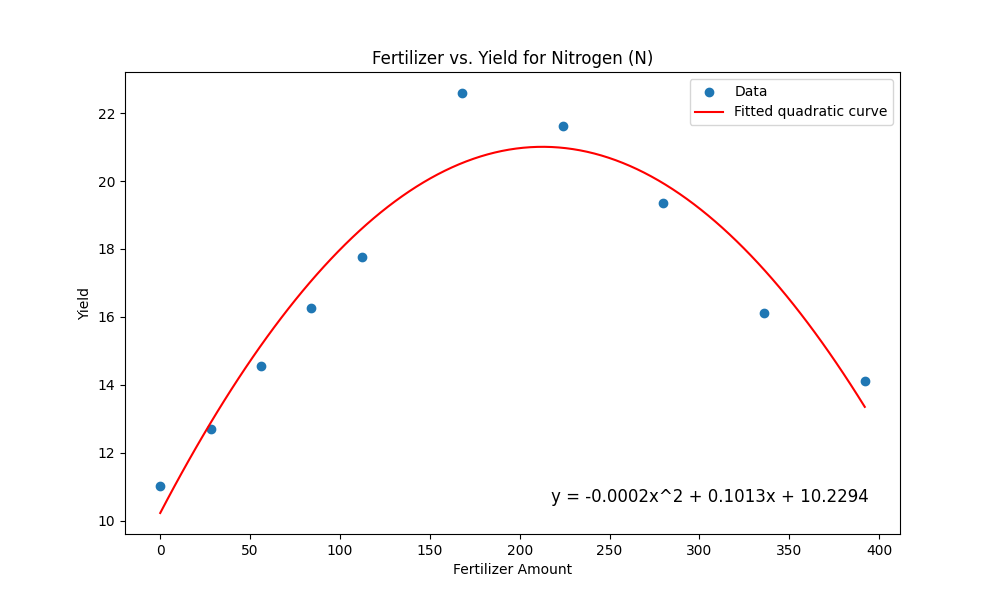 Fertilizer vs. Yield for Nitrogen (N)
Data
Fitted quadratic curve
Yield
22
20
18
16
14
12
10
y = -0.0002x^2 + 0.1013x + 10.2294
0 50 100 150 200 250 300 350 400
Fertilizer Amount